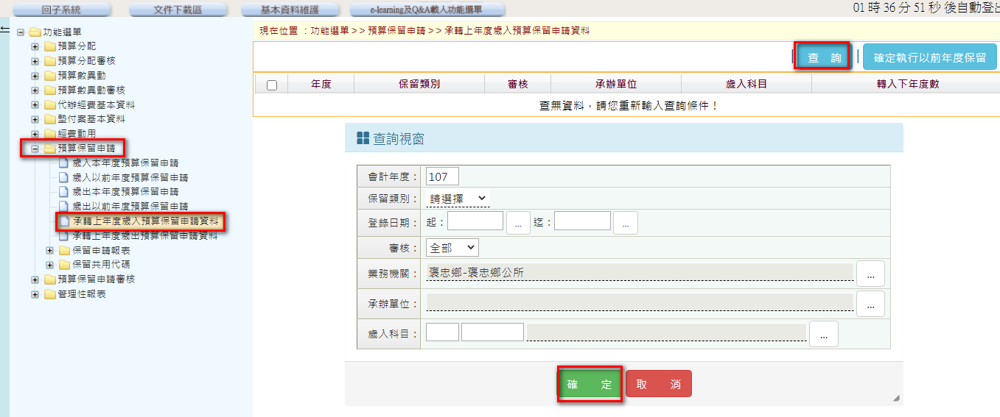 回子系統 文件下載區 基本資料維護 e-learning及Q&A載入功能選單 01 時 36 分 51 秒 後自動登出
功能選單
預算分配
預算分配審核
預算數異動
預算數異動審核
代辦經費基本資料
墊付案基本資料
經費動用
預算保留申請
歲入本年度預算保留申請
歲入以前年度預算保留申請
歲出本年度預算保留申請
歲出以前年度預算保留申請
承轉上年度歲入預算保留申請資料
承轉上年度歲出預算保留申請資料
保留申請報表
保留共用代碼
預算保留申請審核
管理性報表
現在位置 : 功能選單 >> 預算保留申請 >> 承轉上年度歲入預算保留申請資料
| 查 詢 | 確定執行以前年度保留
年度 保留類別 審核 承辦單位 歲入科目 轉入下年度數
查無資料，請您重新輸入查詢條件！
查詢視窗
會計年度： 107
保留類別： 請選擇
登錄日期： 起： ... 迄： ...
審核： 全部
業務機關： 褒忠鄉-褒忠鄉公所 ...
承辦單位： ...
歲入科目： ...
確 定 取 消